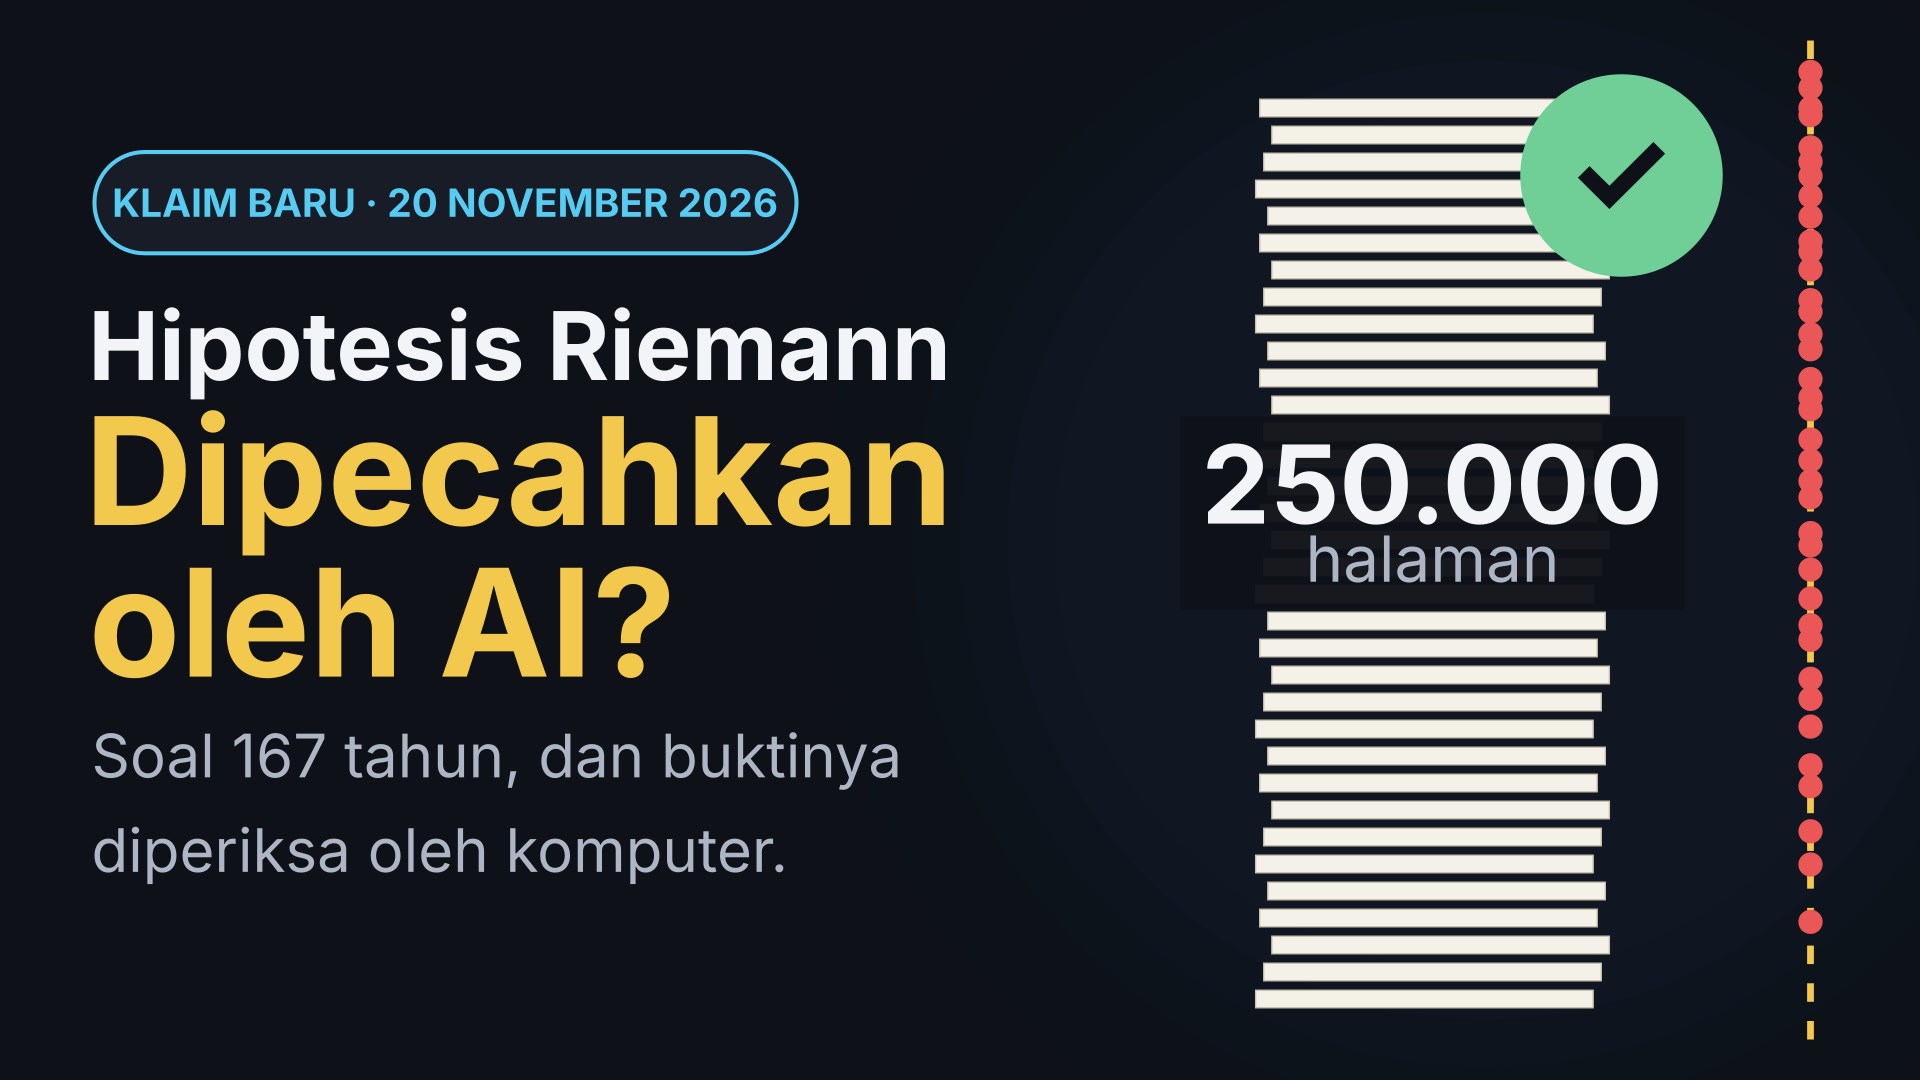 KLAIM BARU · 20 NOVEMBER 2026
Hipotesis Riemann
Dipecahkan
oleh AI?
Soal 167 tahun, dan buktinya
diperiksa oleh komputer.
250.000
halaman